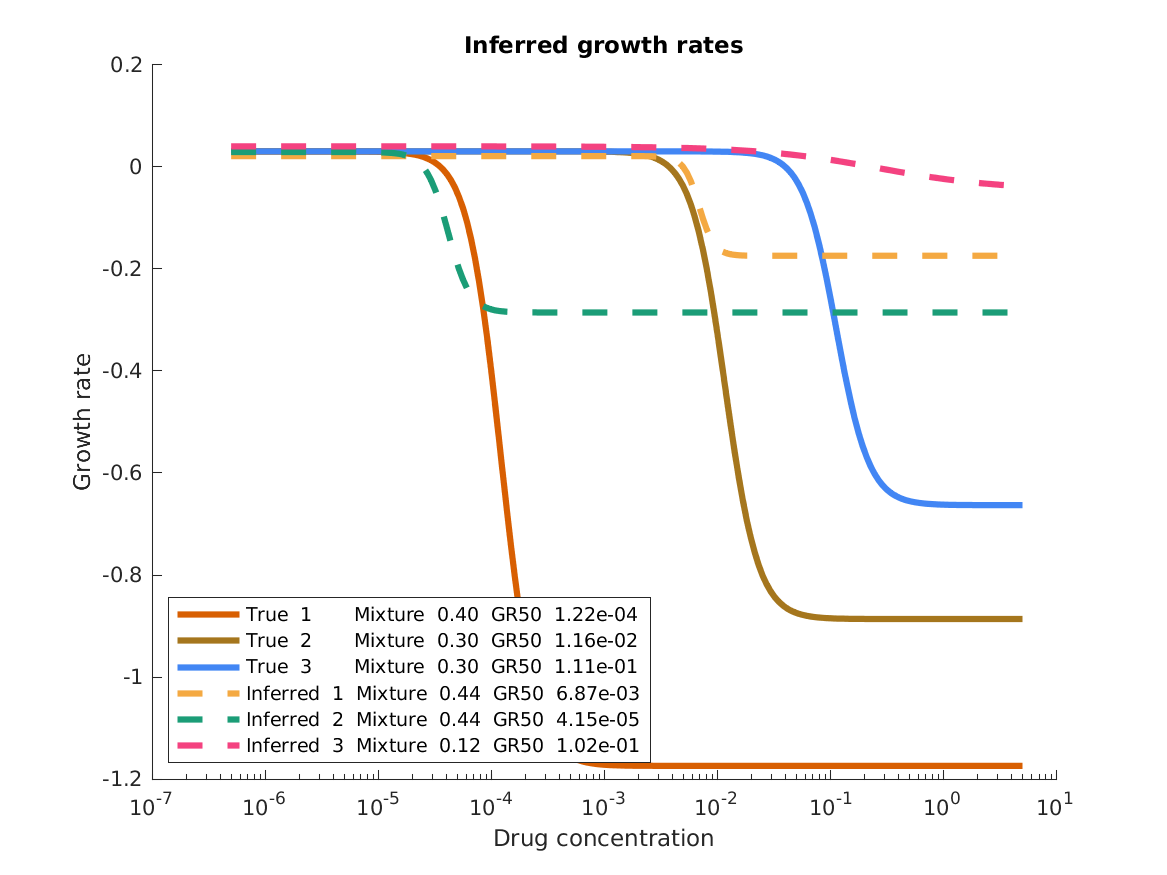 Inferred growth rates
Growth rate
0.2
0
-0.2
-0.4
-0.6
-0.8
-1
-1.2
True 1 Mixture 0.40 GR50 1.22e-04
True 2 Mixture 0.30 GR50 1.16e-02
True 3 Mixture 0.30 GR50 1.11e-01
Inferred 1 Mixture 0.44 GR50 6.87e-03
Inferred 2 Mixture 0.44 GR50 4.15e-05
Inferred 3 Mixture 0.12 GR50 1.02e-01
10^-7 10^-6 10^-5 10^-4 10^-3 10^-2 10^-1 10^0 10^1
Drug concentration